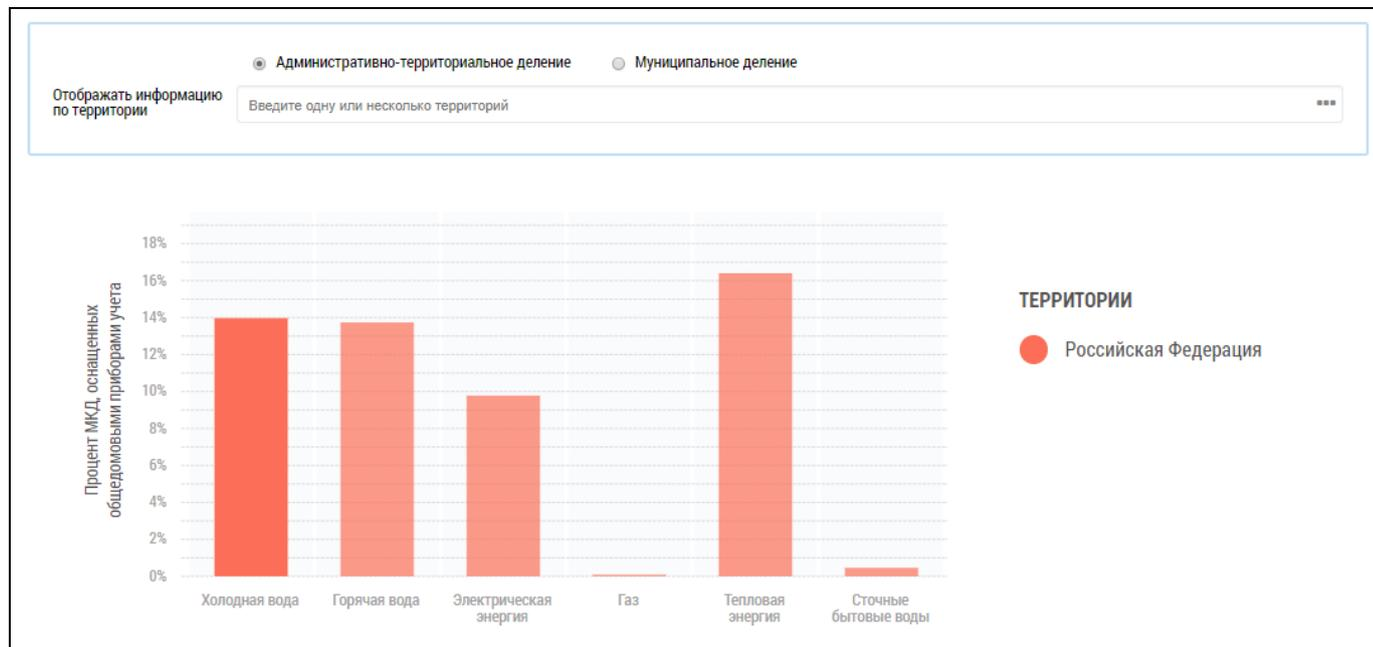 Административно-территориальное деление
Муниципальное деление
Отображать информацию
по территории
Введите одну или несколько территорий
Процент МКД, оснащенных
общедомовыми приборами учета
18%
16%
14%
12%
10%
8%
6%
4%
2%
0%
Холодная вода
Горячая вода
Электрическая
энергия
Газ
Тепловая
энергия
Сточные
бытовые воды
ТЕРРИТОРИИ
Российская Федерация